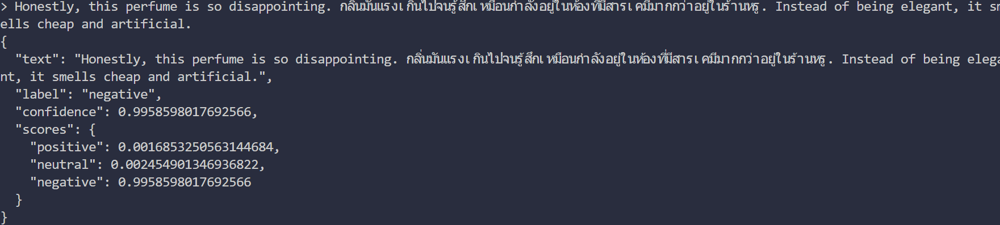 > Honestly, this perfume is so disappointing. กลิ่นมันแรงเกินไปจนรู้สึกเหมือนกำลังอยู่ในห้องที่มีสารเคมีมากกว่าอยู่ในร้านหรู. Instead of being elegant, it sm
ells cheap and artificial.
{
  "text": "Honestly, this perfume is so disappointing. กลิ่นมันแรงเกินไปจนรู้สึกเหมือนกำลังอยู่ในห้องที่มีสารเคมีมากกว่าอยู่ในร้านหรู. Instead of being elega
nt, it smells cheap and artificial.",
  "label": "negative",
  "confidence": 0.9958598017692566,
  "scores": {
    "positive": 0.0016853250563144684,
    "neutral": 0.002454901346936822,
    "negative": 0.9958598017692566
  }
}